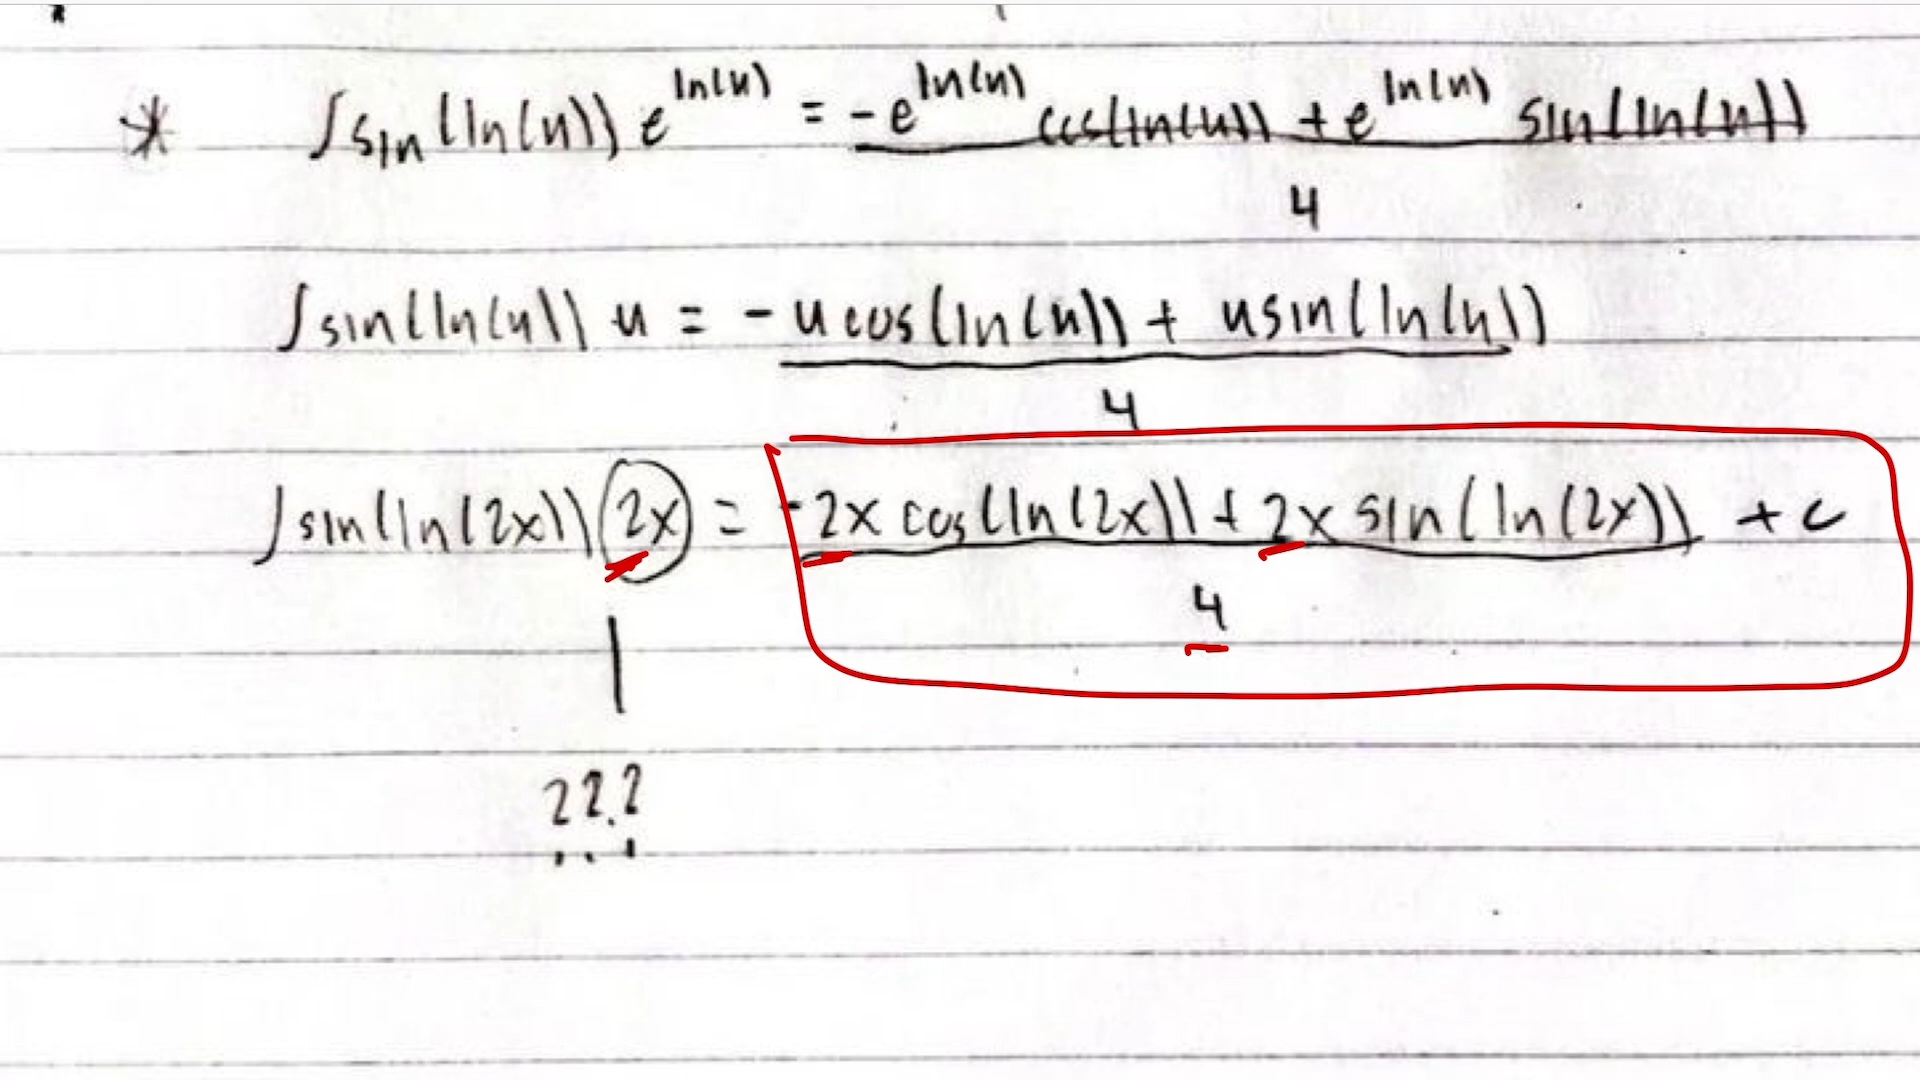 * ∫sin(ln(u)) e^ln(u) = -e^ln(u) cos(ln(u)) + e^ln(u) sin(ln(u))
4
∫sin(ln(u)) u = -u cos(ln(u)) + u sin(ln(u))
4
∫sin(ln(2x)) 2x = -2x cos(ln(2x)) + 2x sin(ln(2x)) + c
4
???